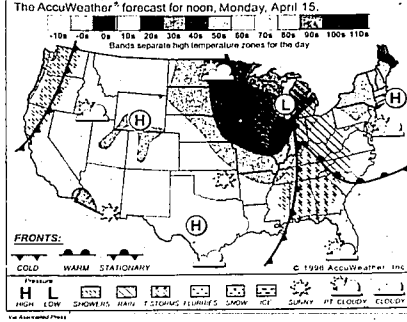 The AccuWeather® forecast for noon, Monday, April 15.
-10s -0s 0s 10s 20s 30s 40s 50s 60s 70s 80s 90s 100s 110s
Bands separate high temperature zones for the day
L
H
H
H
FRONTS:
COLD WARM STATIONARY
© 1996 AccuWeather, Inc.
Pressure
H L
HIGH LOW SHOWERS RAIN T-STORMS FLURRIES SNOW ICE SUNNY PT. CLOUDY CLOUDY
Via Associated Press